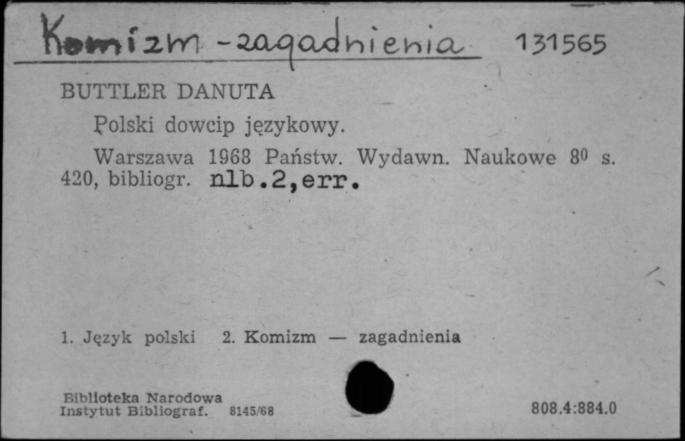 Komizm - zagadnienia 131565
BUTTLER DANUTA
Polski dowcip językowy.
Warszawa 1968 Państw. Wydawn. Naukowe 8⁰ s.
420, bibliogr. nlb.2,err.
1. Język polski 2. Komizm — zagadnienia
Biblioteka Narodowa
Instytut Bibliograf. 8145/68 808.4:884.0